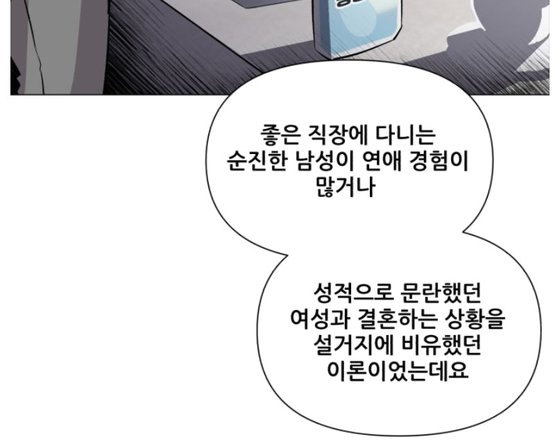 좋은 직장에 다니는
순진한 남성이 연애 경험이
많거나
성적으로 문란했던
여성과 결혼하는 상황을
설거지에 비유했던
이론이었는데요